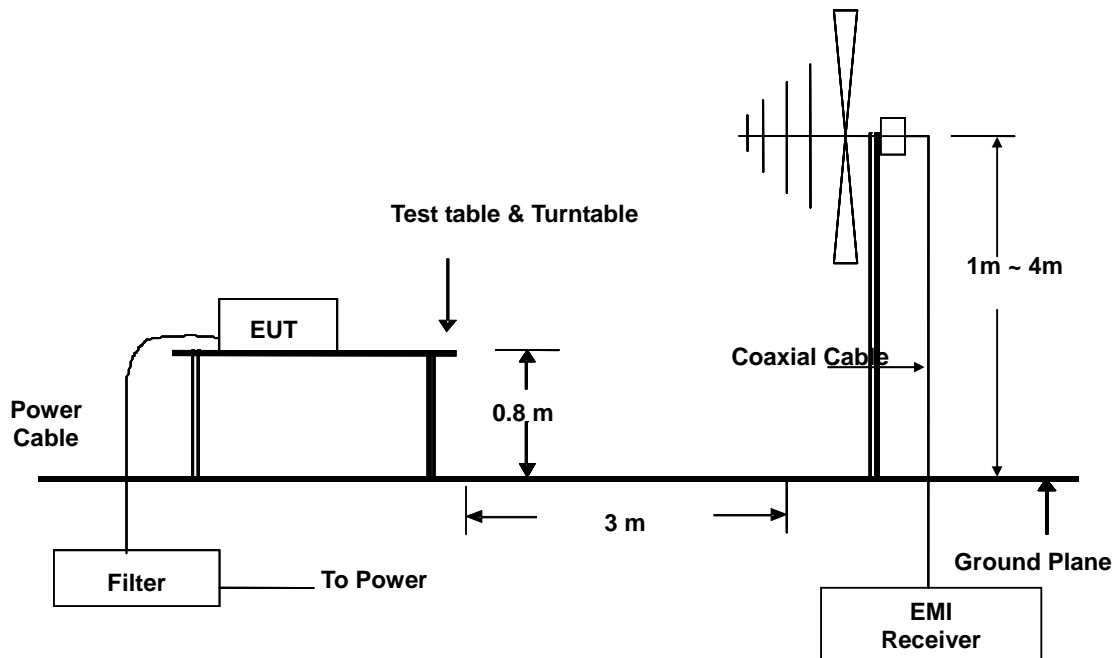 Test table & Turntable
1m ~ 4m
EUT
Coaxial Cable
0.8 m
Power
Cable
3 m
Ground Plane
Filter
To Power
EMI
Receiver